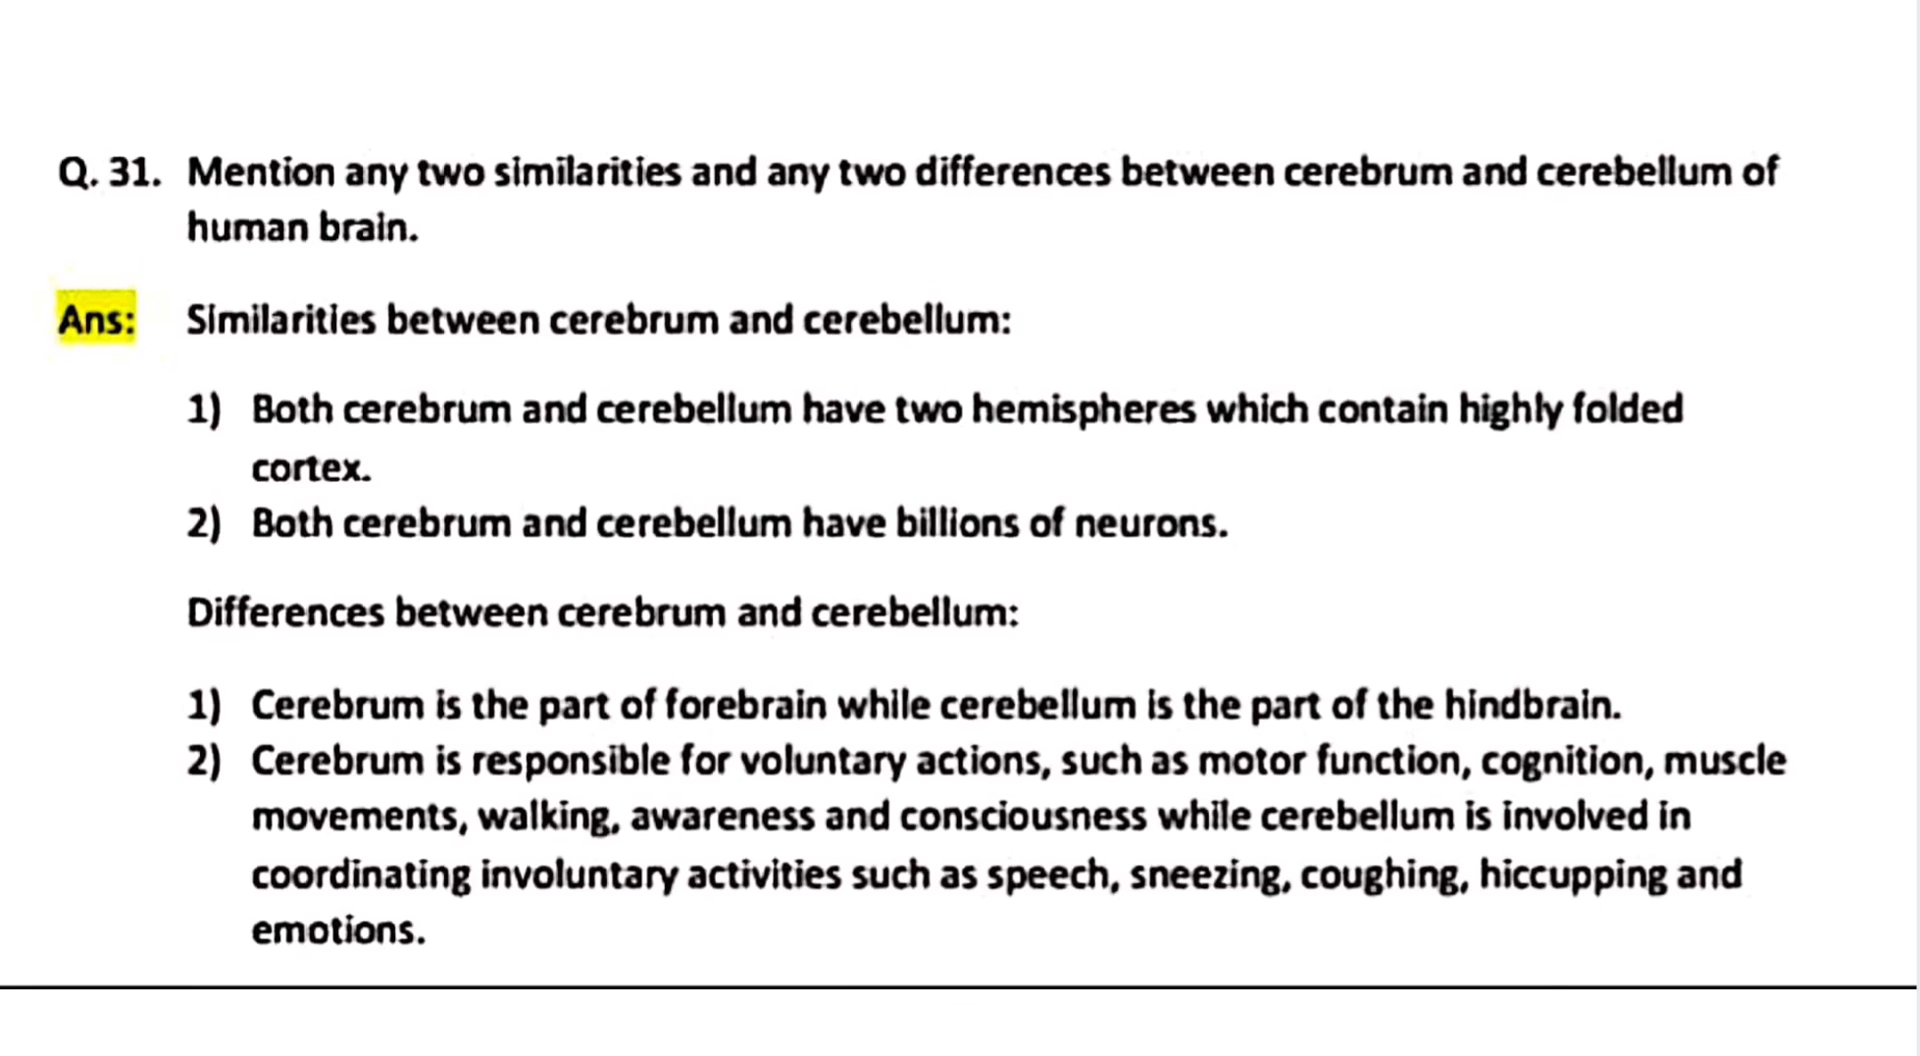 Q. 31. Mention any two similarities and any two differences between cerebrum and cerebellum of
human brain.
Ans: Similarities between cerebrum and cerebellum:
1) Both cerebrum and cerebellum have two hemispheres which contain highly folded
cortex.
2) Both cerebrum and cerebellum have billions of neurons.
Differences between cerebrum and cerebellum:
1) Cerebrum is the part of forebrain while cerebellum is the part of the hindbrain.
2) Cerebrum is responsible for voluntary actions, such as motor function, cognition, muscle
movements, walking, awareness and consciousness while cerebellum is involved in
coordinating involuntary activities such as speech, sneezing, coughing, hiccupping and
emotions.